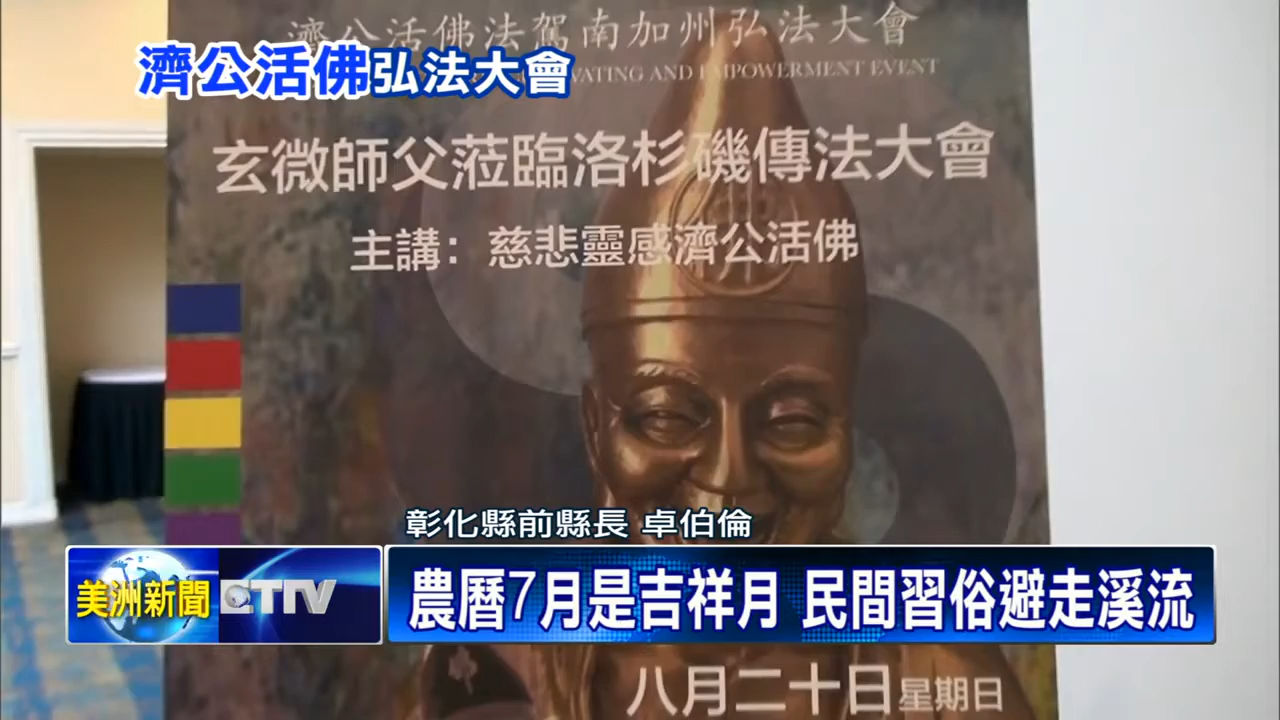 濟公活佛法駕南加州弘法大會
濟公活佛弘法大會
VATING AND EMPOWERMENT EVENT
玄微師父蒞臨洛杉磯傳法大會
主講：慈悲靈感濟公活佛
彰化縣前縣長 卓伯倫
美洲新聞 CTiTV
農曆7月是吉祥月 民間習俗避走溪流
八月二十日星期日